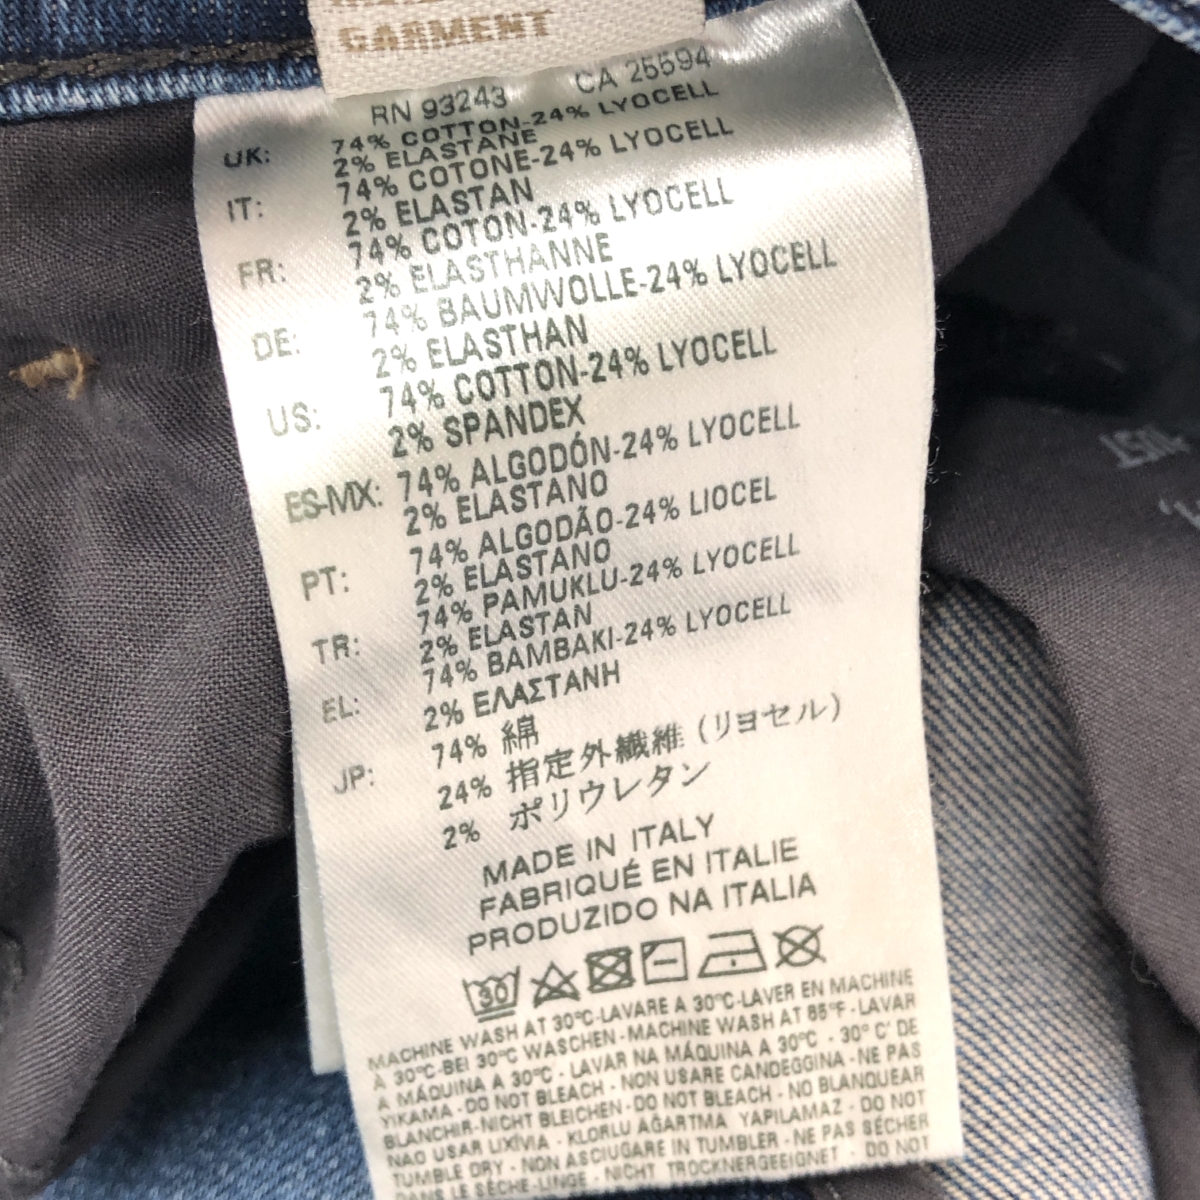 GARMENT
RN 93243 CA 25594
UK: 74% COTTON-24% LYOCELL
2% ELASTANE
IT: 74% COTONE-24% LYOCELL
2% ELASTAN
FR: 74% COTON-24% LYOCELL
2% ELASTHANNE
DE: 74% BAUMWOLLE-24% LYOCELL
2% ELASTHAN
US: 74% COTTON-24% LYOCELL
2% SPANDEX
ES-MX: 74% ALGODÓN-24% LYOCELL
2% ELASTANO
PT: 74% ALGODÃO-24% LIOCEL
2% ELASTANO
TR: 74% PAMUKLU-24% LYOCELL
2% ELASTAN
EL: 74% BAMBAKI-24% LYOCELL
2% ΕΛΑΣΤΑΝΗ
JP: 74% 綿
24% 指定外繊維 (リヨセル)
2% ポリウレタン
MADE IN ITALY
FABRIQUÉ EN ITALIE
PRODUZIDO NA ITALIA
30
MACHINE WASH AT 30°C-LAVARE A 30°C-LAVER EN MACHINE
A 30°C-BEI 30°C WASCHEN-MACHINE WASH AT 85°F-LAVAR
A MÁQUINA A 30°C - LAVAR NA MÁQUINA A 30°C - 30° C' DE
YIKAMA - DO NOT BLEACH - NON USARE CANDEGGINA - NE PAS
BLANCHIR-NICHT BLEICHEN-DO NOT BLEACH - NO BLANQUEAR
NAO USAR LIXÍVIA - KLORLU AĞARTMA YAPILAMAZ - DO NOT
TUMBLE DRY - NON ASCIUGARE IN TUMBLER - NE PAS SÉCHER
DANS LE SÈCHE-LINGE - NICHT TROCKNERGEEIGNET - DO NOT